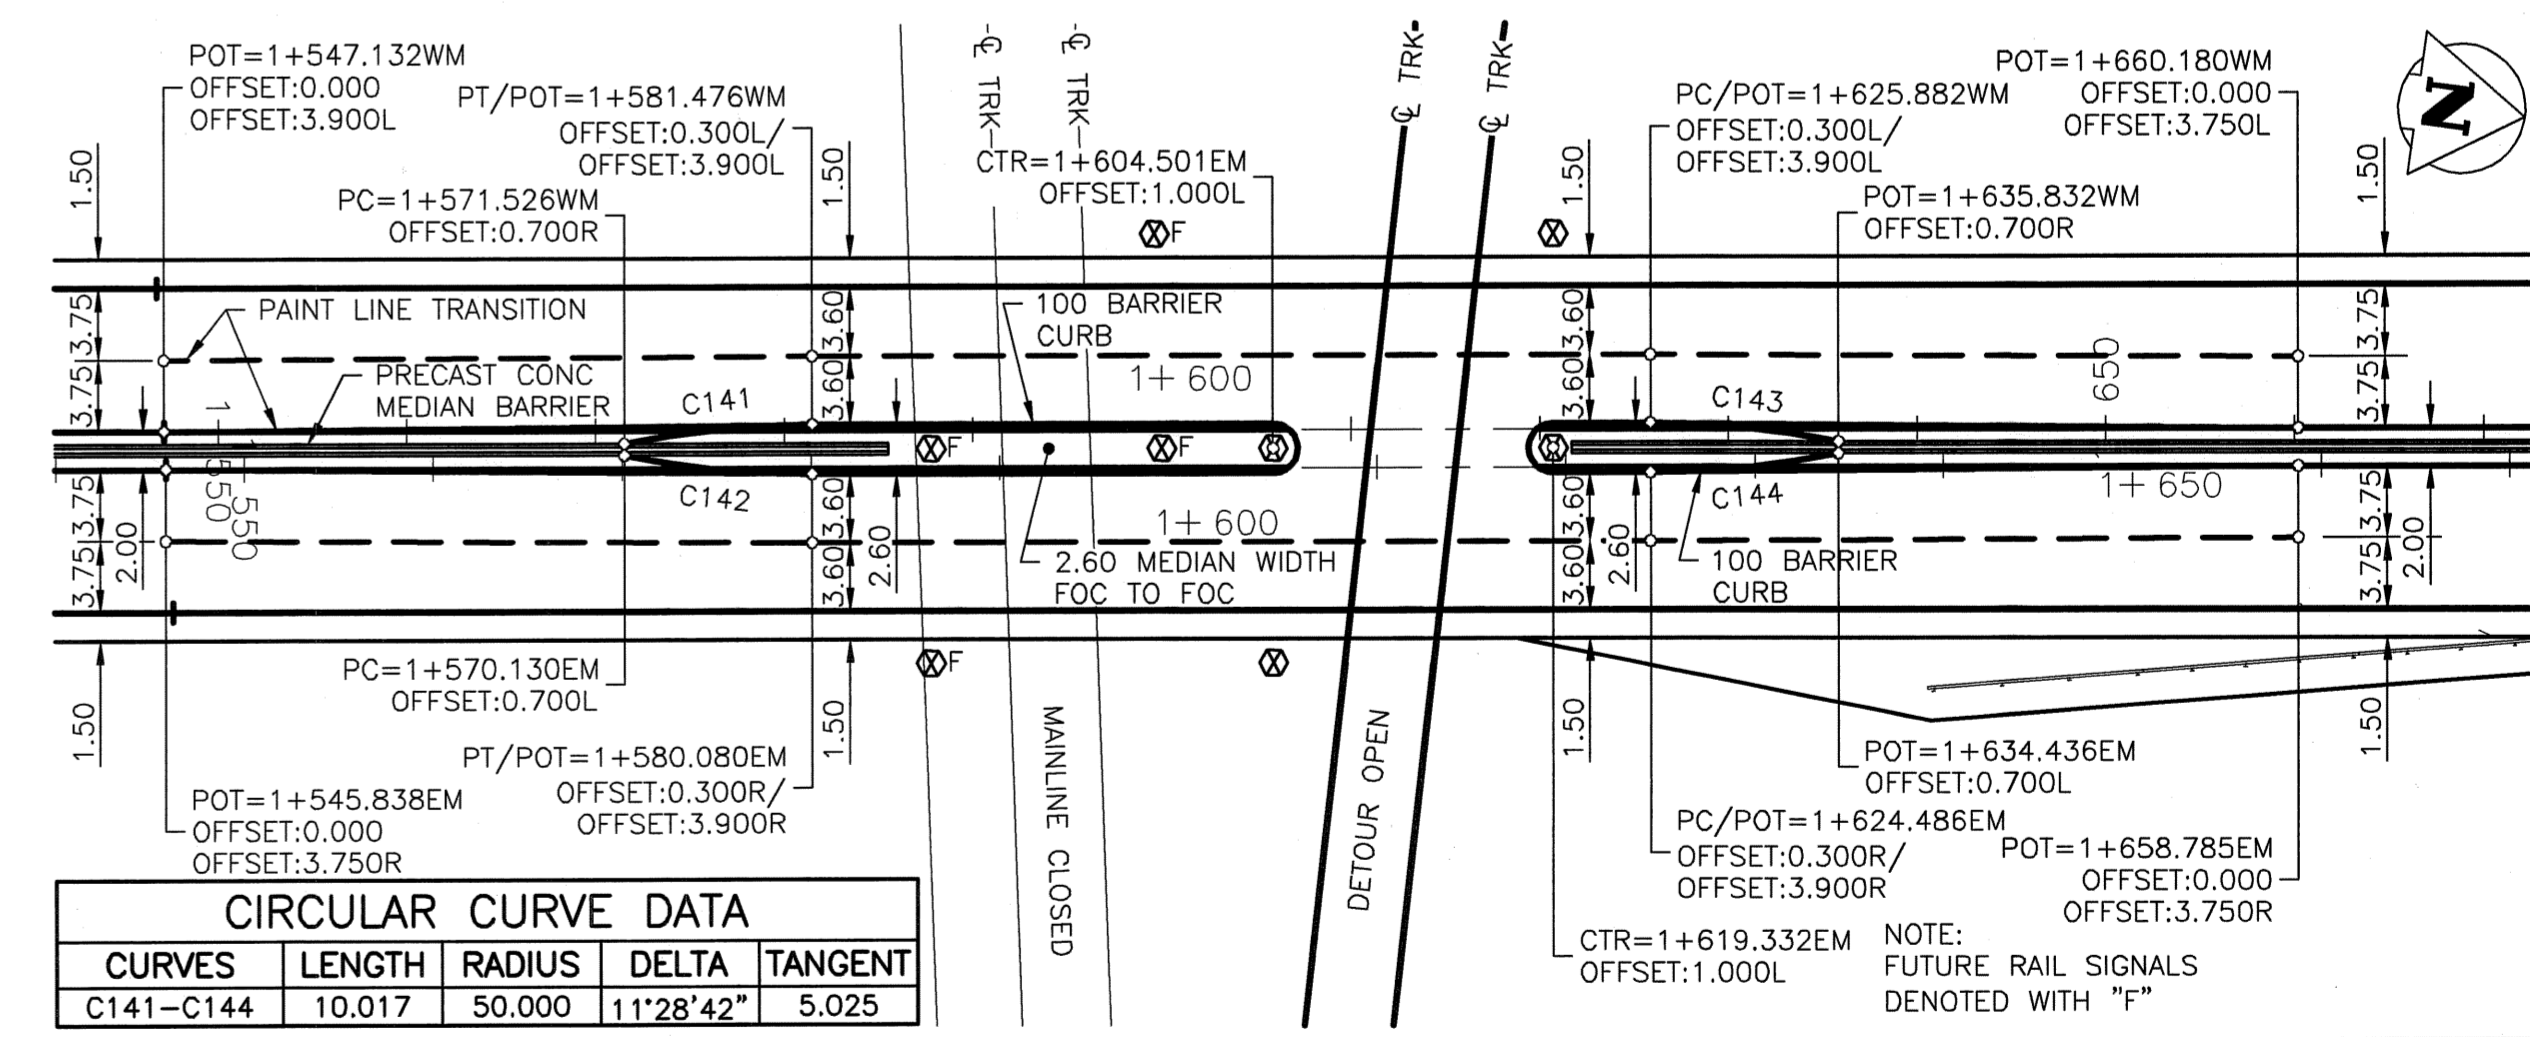 POT=1+547.132WM
OFFSET:0.000
OFFSET:3.900L
PT/POT=1+581.476WM
OFFSET:0.300L/
OFFSET:3.900L
PC=1+571.526WM
OFFSET:0.700R
℄ TRK
℄ TRK
CTR=1+604.501EM
OFFSET:1.000L
℄ TRK
℄ TRK
PC/POT=1+625.882WM
OFFSET:0.300L/
OFFSET:3.900L
POT=1+660.180WM
OFFSET:0.000
OFFSET:3.750L
POT=1+635.832WM
OFFSET:0.700R
N
1.50
1.50
1.50
1.50
F
PAINT LINE TRANSITION
PRECAST CONC
MEDIAN BARRIER
100 BARRIER
CURB
3.75
3.75
3.60
3.60
3.60
3.60
3.75
3.75
C141
1+600
C143
650
F
F
1
550
550
C142
1+600
C144
1+650
3.75
3.75
2.00
3.60
3.60
2.60
2.60 MEDIAN WIDTH
FOC TO FOC
3.60
3.60
2.60
100 BARRIER
CURB
3.75
3.75
2.00
F
1.50
1.50
1.50
1.50
PC=1+570.130EM
OFFSET:0.700L
PT/POT=1+580.080EM
OFFSET:0.300R/
OFFSET:3.900R
POT=1+545.838EM
OFFSET:0.000
OFFSET:3.750R
MAINLINE CLOSED
DETOUR OPEN
POT=1+634.436EM
OFFSET:0.700L
PC/POT=1+624.486EM
OFFSET:0.300R/
OFFSET:3.900R
POT=1+658.785EM
OFFSET:0.000
OFFSET:3.750R
CTR=1+619.332EM
OFFSET:1.000L
NOTE:
FUTURE RAIL SIGNALS
DENOTED WITH "F"
CIRCULAR CURVE DATA
CURVES LENGTH RADIUS DELTA TANGENT
C141-C144 10.017 50.000 11°28'42" 5.025